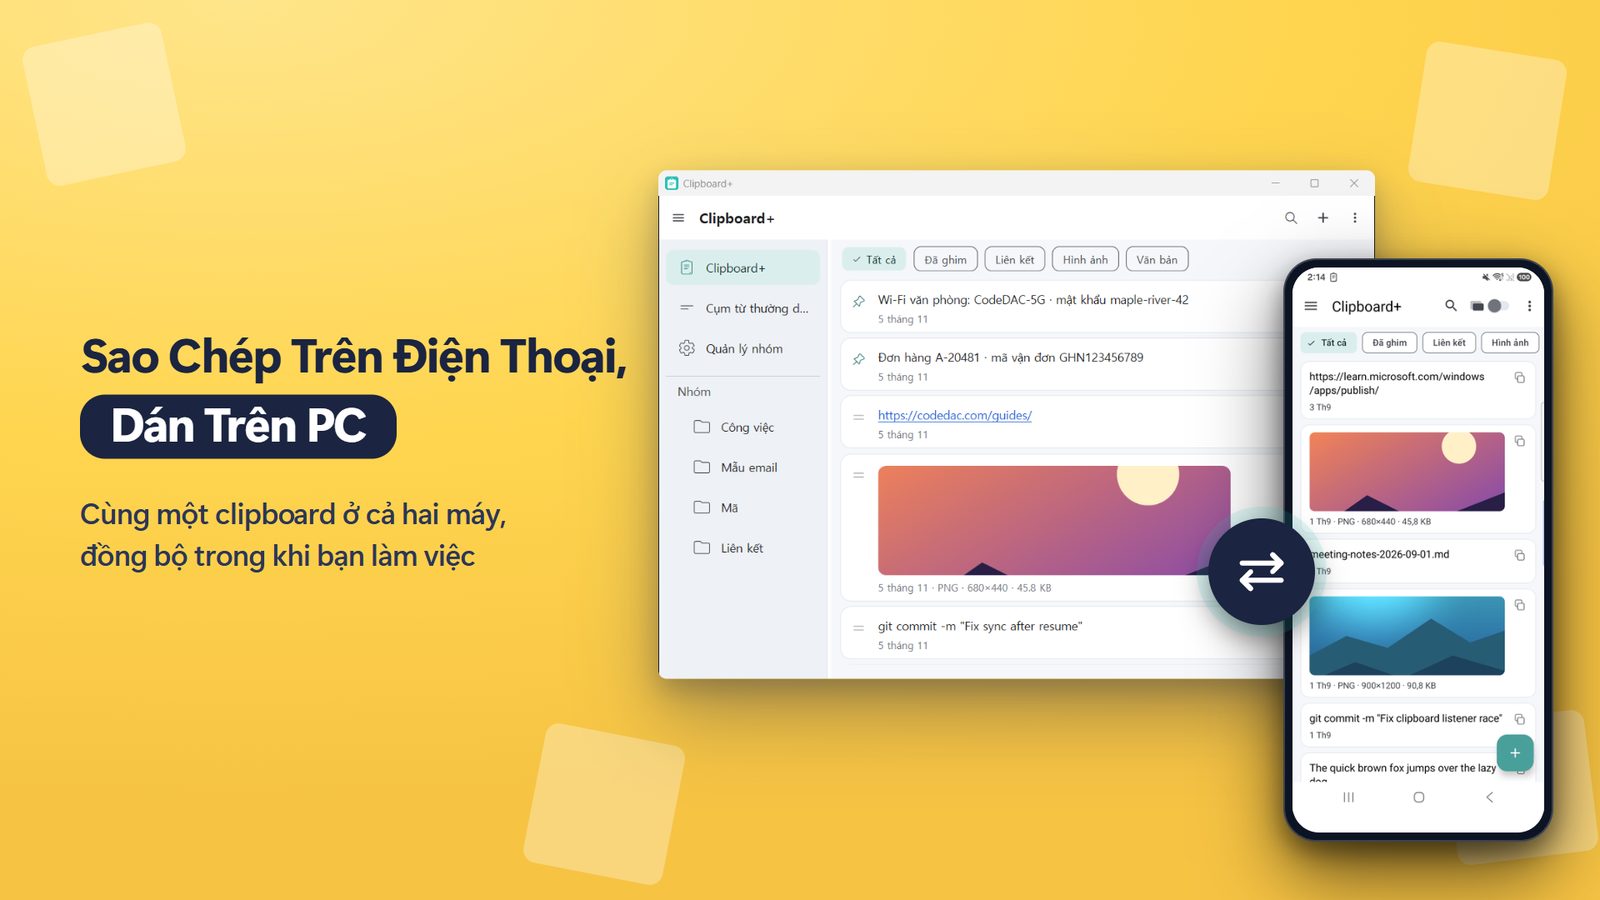 Sao Chép Trên Điện Thoại,
Dán Trên PC
Cùng một clipboard ở cả hai máy,
đồng bộ trong khi bạn làm việc
Clipboard+
Clipboard+
Clipboard+
Cụm từ thường d...
Quản lý nhóm
Nhóm
Công việc
Mẫu email
Mã
Liên kết
Tất cả
Đã ghim
Liên kết
Hình ảnh
Văn bản
Wi-Fi văn phòng: CodeDAC-5G · mật khẩu maple-river-42
5 tháng 11
Đơn hàng A-20481 · mã vận đơn GHN123456789
5 tháng 11
https://codedac.com/guides/
5 tháng 11
5 tháng 11 · PNG · 680×440 · 45.8 KB
git commit -m "Fix sync after resume"
5 tháng 11
2:14
100
Clipboard+
Tất cả
Đã ghim
Liên kết
Hình ảnh
https://learn.microsoft.com/windows
/apps/publish/
3 Th9
1 Th9 · PNG · 680×440 · 45,8 KB
meeting-notes-2026-09-01.md
Th9
1 Th9 · PNG · 900×1200 · 90,8 KB
git commit -m "Fix clipboard listener race"
1 Th9
The quick brown fox jumps over the lazy